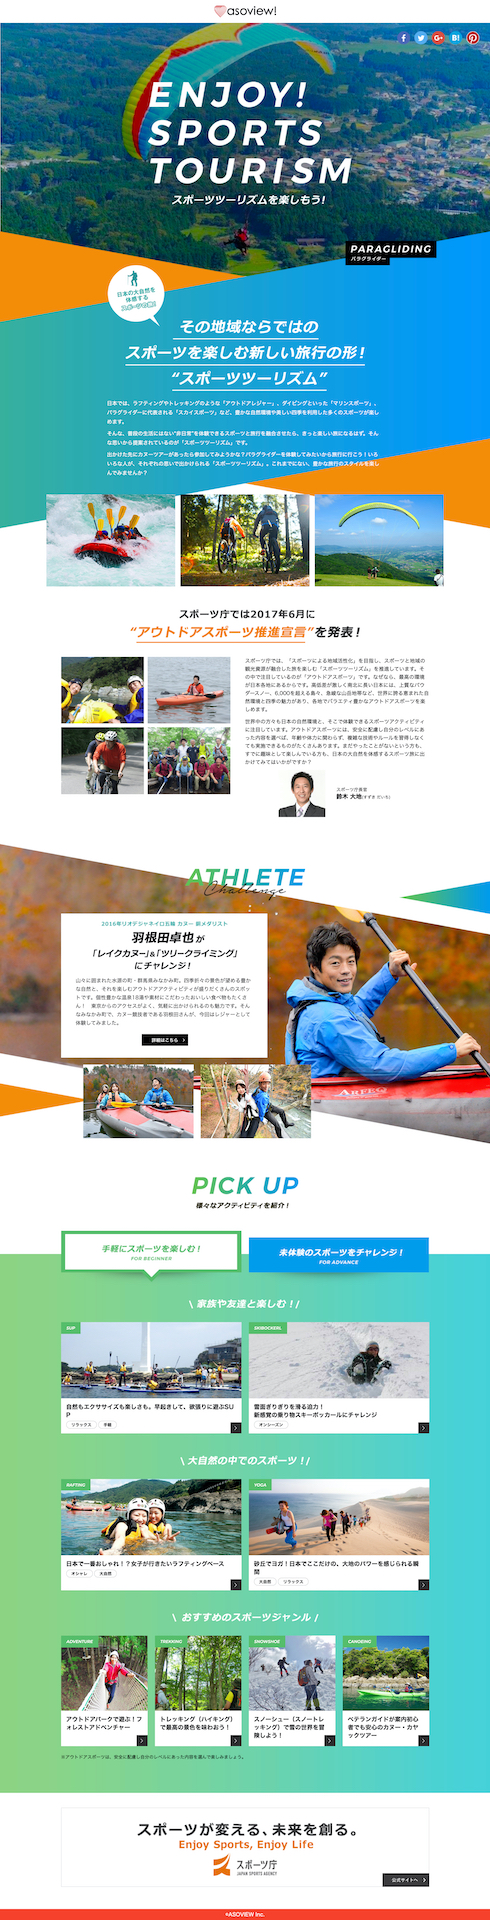 asoview!
ENJOY!
SPORTS
TOURISM
スポーツツーリズムを楽しもう!
PARAGLIDING
パラグライダー
日本の大自然を
体感する
スポーツの旅!
その地域ならではの
スポーツを楽しむ新しい旅行の形!
“スポーツツーリズム”
日本では、ラフティングやトレッキングのような「アウトドアレジャー」、ダイビングといった「マリンスポーツ」、
パラグライダーに代表される「スカイスポーツ」など、豊かな自然環境や美しい四季を利用した多くのスポーツが楽し
めます。
そんな、普段の生活にはない“非日常”を体験できるスポーツと旅行を融合させたら、きっと楽しい旅になるはず。そん
な思いから提案されているのが「スポーツツーリズム」です。
出かけた先にカヌーツアーがあったら参加してみようかな?パラグライダーを体験してみたいから旅行に行こう!いろ
いろな人が、それぞれの思いで出かけられる「スポーツツーリズム」。これまでにない、豊かな旅行のスタイルを楽し
んでみませんか?
スポーツ庁では2017年6月に
“アウトドアスポーツ推進宣言”を発表!
スポーツ庁では、「スポーツによる地域活性化」を目指し、スポーツと地域の
観光資源が融合した旅を楽しむ「スポーツツーリズム」を推進しています。そ
の中で注目しているのが「アウトドアスポーツ」です。なぜなら、最高の環境
が日本各地にあるからです。高低差が激しく南北に長い日本には、上質なパウ
ダースノー、6,000を超える島々、急峻な山岳地帯など、世界に誇る恵まれた自
然環境と四季の魅力があり、各地でバラエティ豊かなアウトドアスポーツを楽
しめます。
世界中の方々も日本の自然環境と、そこで体験できるスポーツアクティビティ
に注目しています。アウトドアスポーツには、安全に配慮し自分のレベルにあ
った内容を選べば、年齢や体力に関わらず、複雑な技術やルールを習得しなく
ても実施できるものがたくさんあります。まだやったことがないという方も、
すでに趣味として楽しんでいる方も、日本の大自然を体感するスポーツ旅に出
かけてみてはいかがですか?
スポーツ庁長官
鈴木 大地(すずき だいち)
ATHLETE
Challenge
2016年リオデジャネイロ五輪 カヌー 銅メダリスト
羽根田卓也 が
「レイクカヌー」&「ツリークライミング」
にチャレンジ!
山々に囲まれた水源の町・群馬県みなかみ町。四季折々の景色が望める豊か
な自然と、それを楽しむアウトドアアクティビティが盛りだくさんのスポッ
トです。個性豊かな温泉18湯や素材にこだわったおいしい食べ物もたくさ
ん! 東京からのアクセスがよく、気軽に出かけられるのも魅力です。そん
なみなかみ町で、カヌー競技者である羽根田さんが、今回はレジャーとして
体験してみました。
詳細はこちら
PICK UP
様々なアクティビティを紹介!
手軽にスポーツを楽しむ!
FOR BEGINNER
未体験のスポーツをチャレンジ!
FOR ADVANCE
\ 家族や友達と楽しむ! /
SUP
自然もエクササイズも楽しさも。早起きして、欲張りに遊ぶSU
P
リラックス 手軽
SKIBOCKERL
雪面ぎりぎりを滑る迫力!
新感覚の乗り物スキーボッカールにチャレンジ
オンシーズン
\ 大自然の中でのスポーツ! /
RAFTING
日本で一番おしゃれ!?女子が行きたいラフティングベース
オシャレ 大自然
YOGA
砂丘でヨガ!日本でここだけの、大地のパワーを感じられる瞬
間
大自然 リラックス
\ おすすめのスポーツジャンル /
ADVENTURE
アウトドアパークで遊ぶ!フ
ォレストアドベンチャー
TREKKING
トレッキング(ハイキング)
で最高の景色を味わおう!
SNOWSHOE
スノーシュー(スノートレ
ッキング)で雪の世界を冒
険しよう!
CANOEING
ベテランガイドが案内初心
者でも安心のカヌー・カヤ
ックツアー
※アウトドアスポーツは、安全に配慮し自分のレベルにあった内容を選んで楽しみましょう。
スポーツが変える、未来を創る。
Enjoy Sports, Enjoy Life
スポーツ庁
JAPAN SPORTS AGENCY
公式サイトへ
©ASOVIEW Inc.